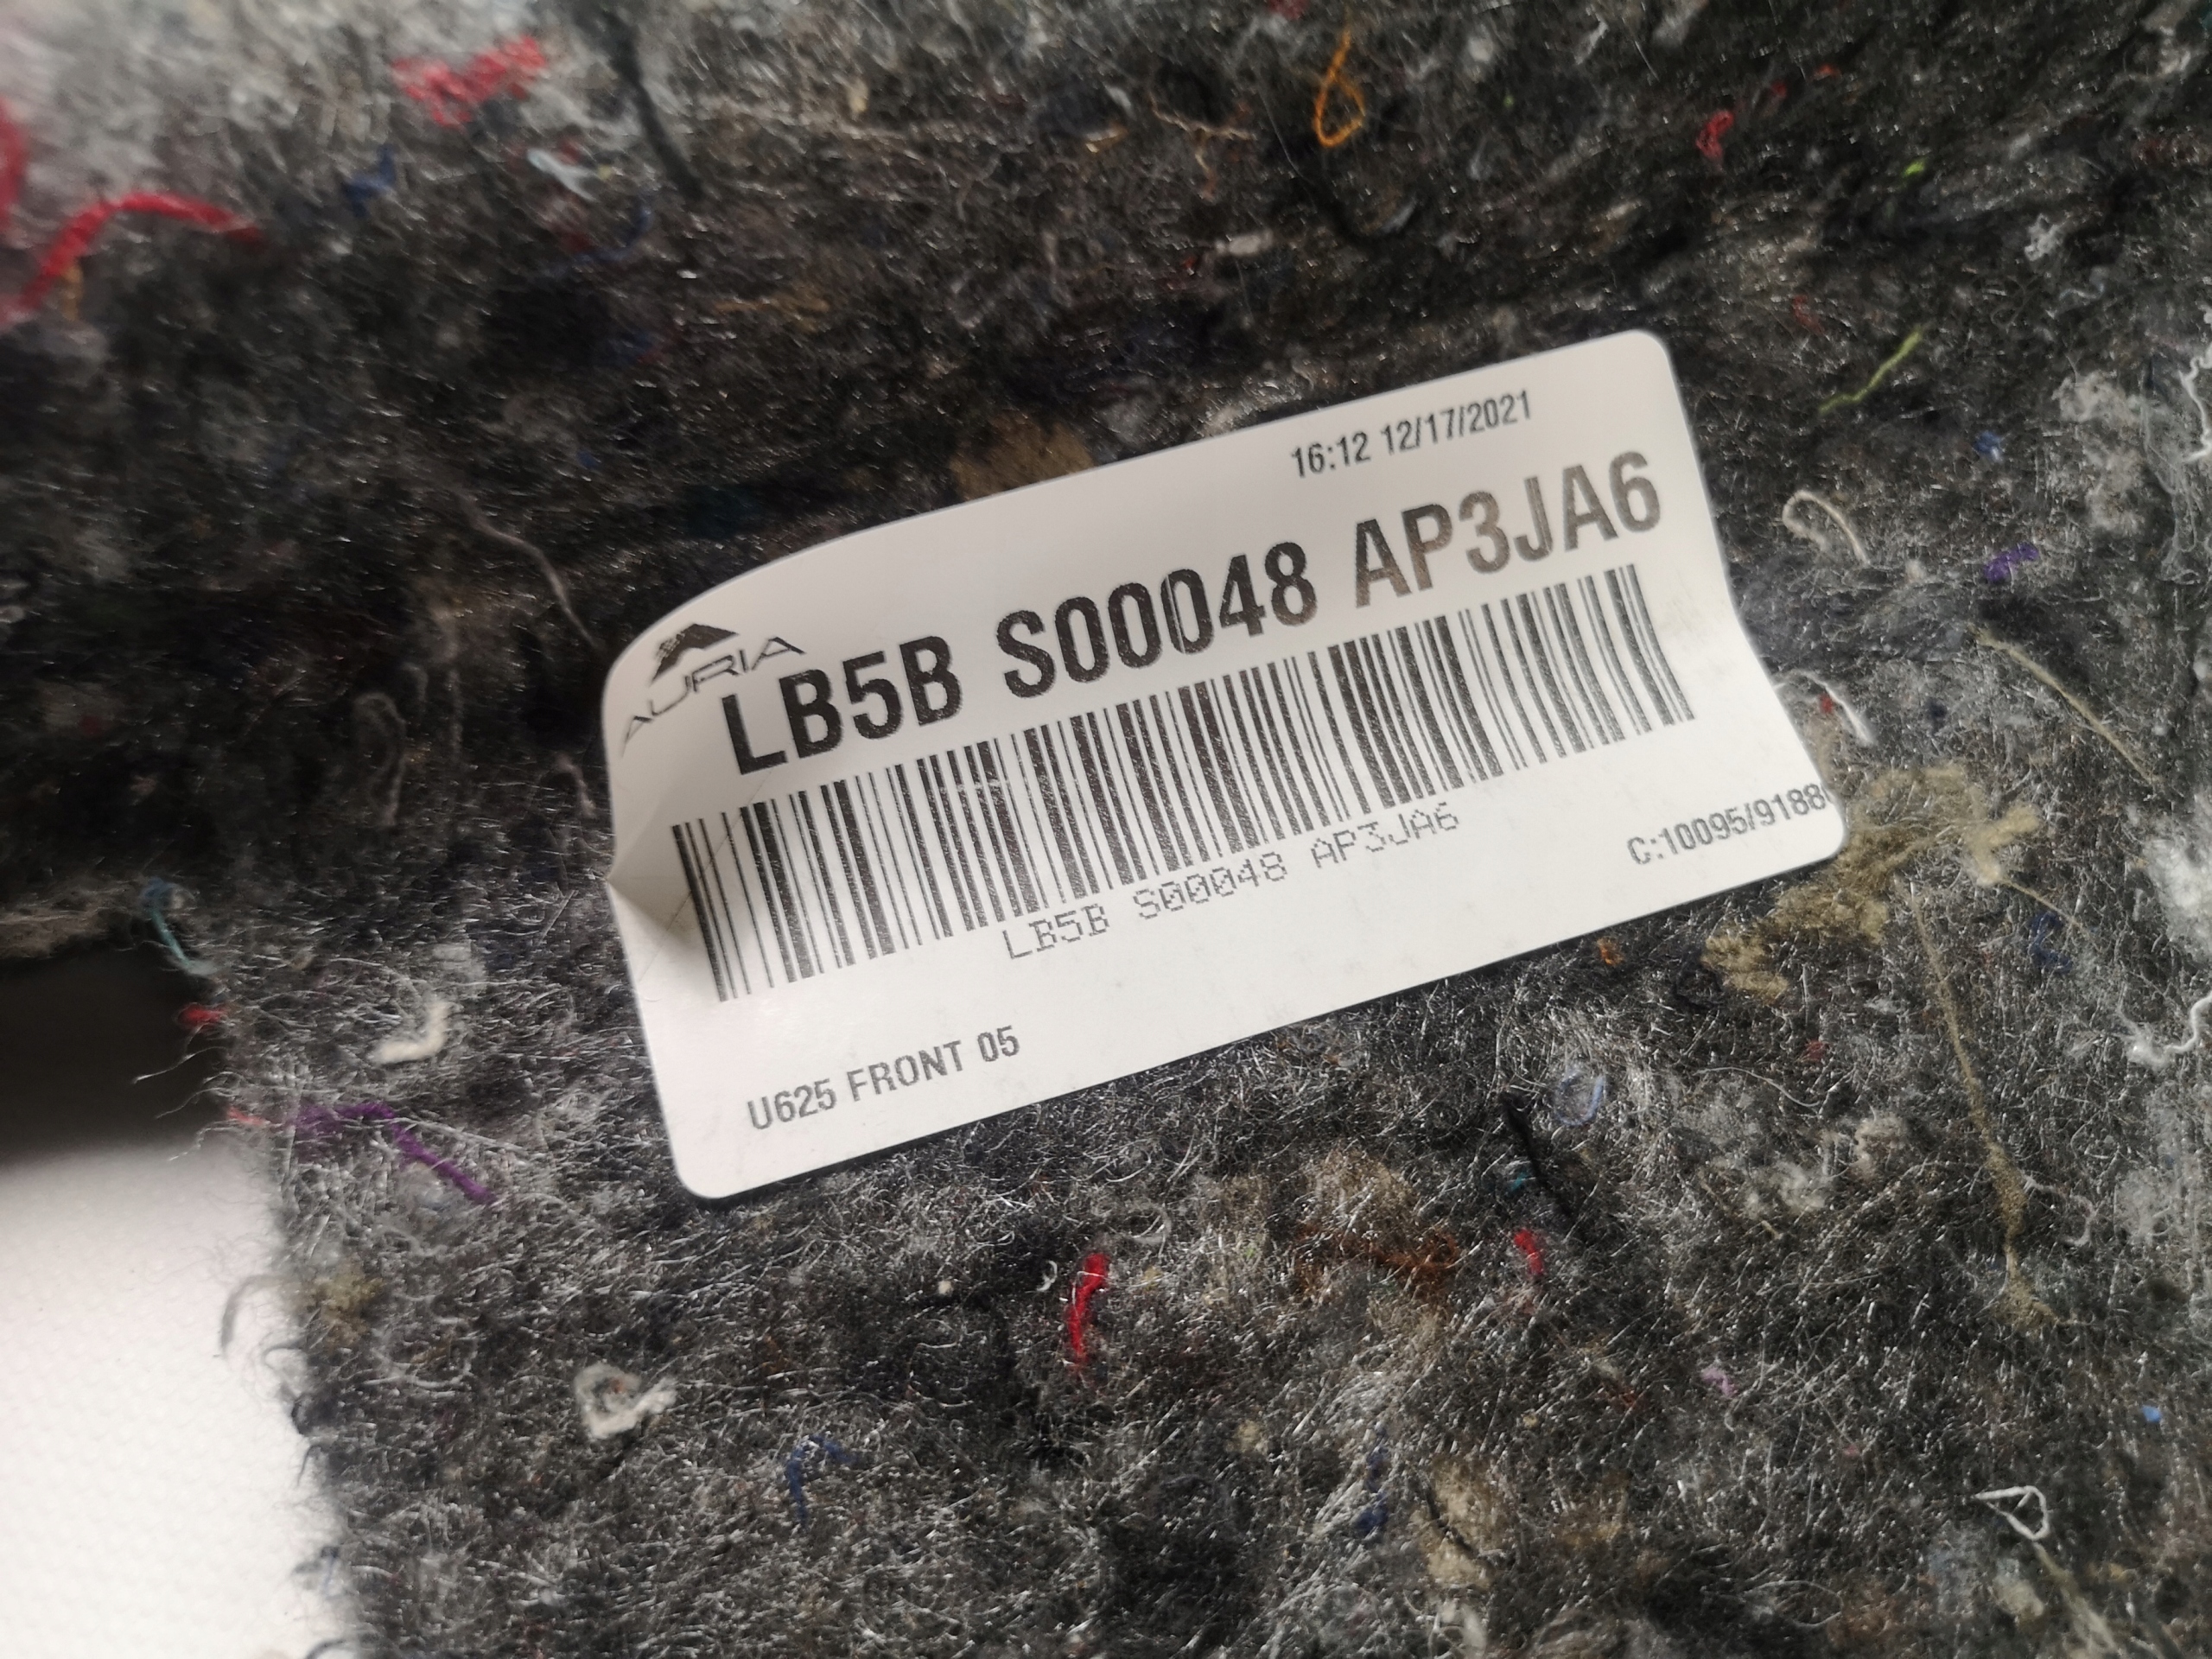 16:12 12/17/2021
AURIA
LB5B S00048 AP3JA6
LB5B S00048 AP3JA6
C:10095/9188
U625 FRONT 05